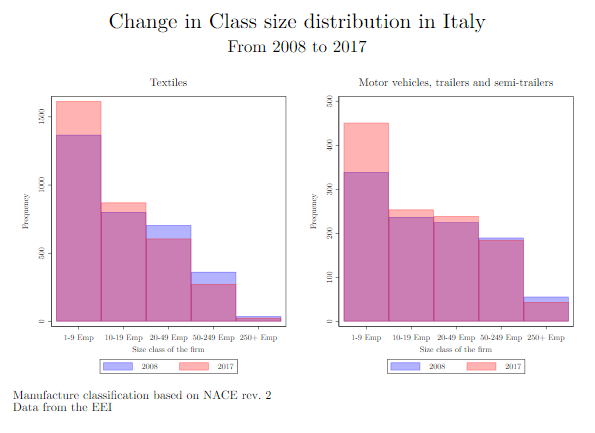 Change in Class size distribution in Italy
From 2008 to 2017
Textiles
Frequency
1500
1000
500
0
1-9 Emp 10-19 Emp 20-49 Emp 50-249 Emp 250+ Emp
Size class of the firm
2008 2017
Motor vehicles, trailers and semi-trailers
Frequency
500
400
300
200
100
0
1-9 Emp 10-19 Emp 20-49 Emp 50-249 Emp 250+ Emp
Size class of the firm
2008 2017
Manufacture classification based on NACE rev. 2
Data from the EEI